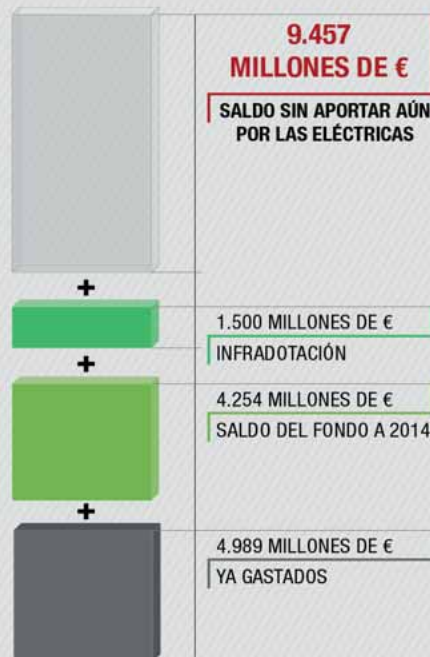 9.457
MILLONES DE €
SALDO SIN APORTAR AÚN
POR LAS ELÉCTRICAS
+
1.500 MILLONES DE €
INFRADOTACIÓN
+
4.254 MILLONES DE €
SALDO DEL FONDO A 2014
+
4.989 MILLONES DE €
YA GASTADOS